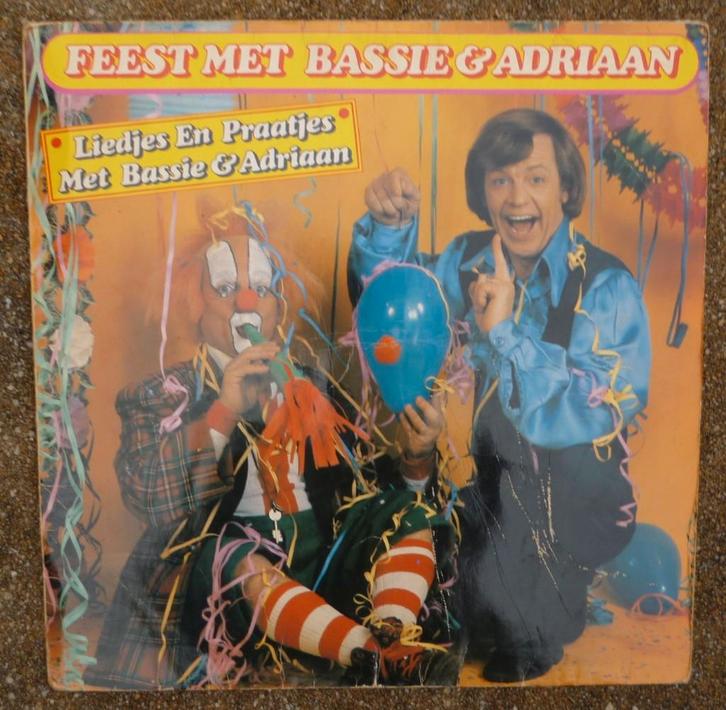 FEEST MET BASSIE & ADRIAAN
Liedjes En Praatjes
Met Bassie & Adriaan